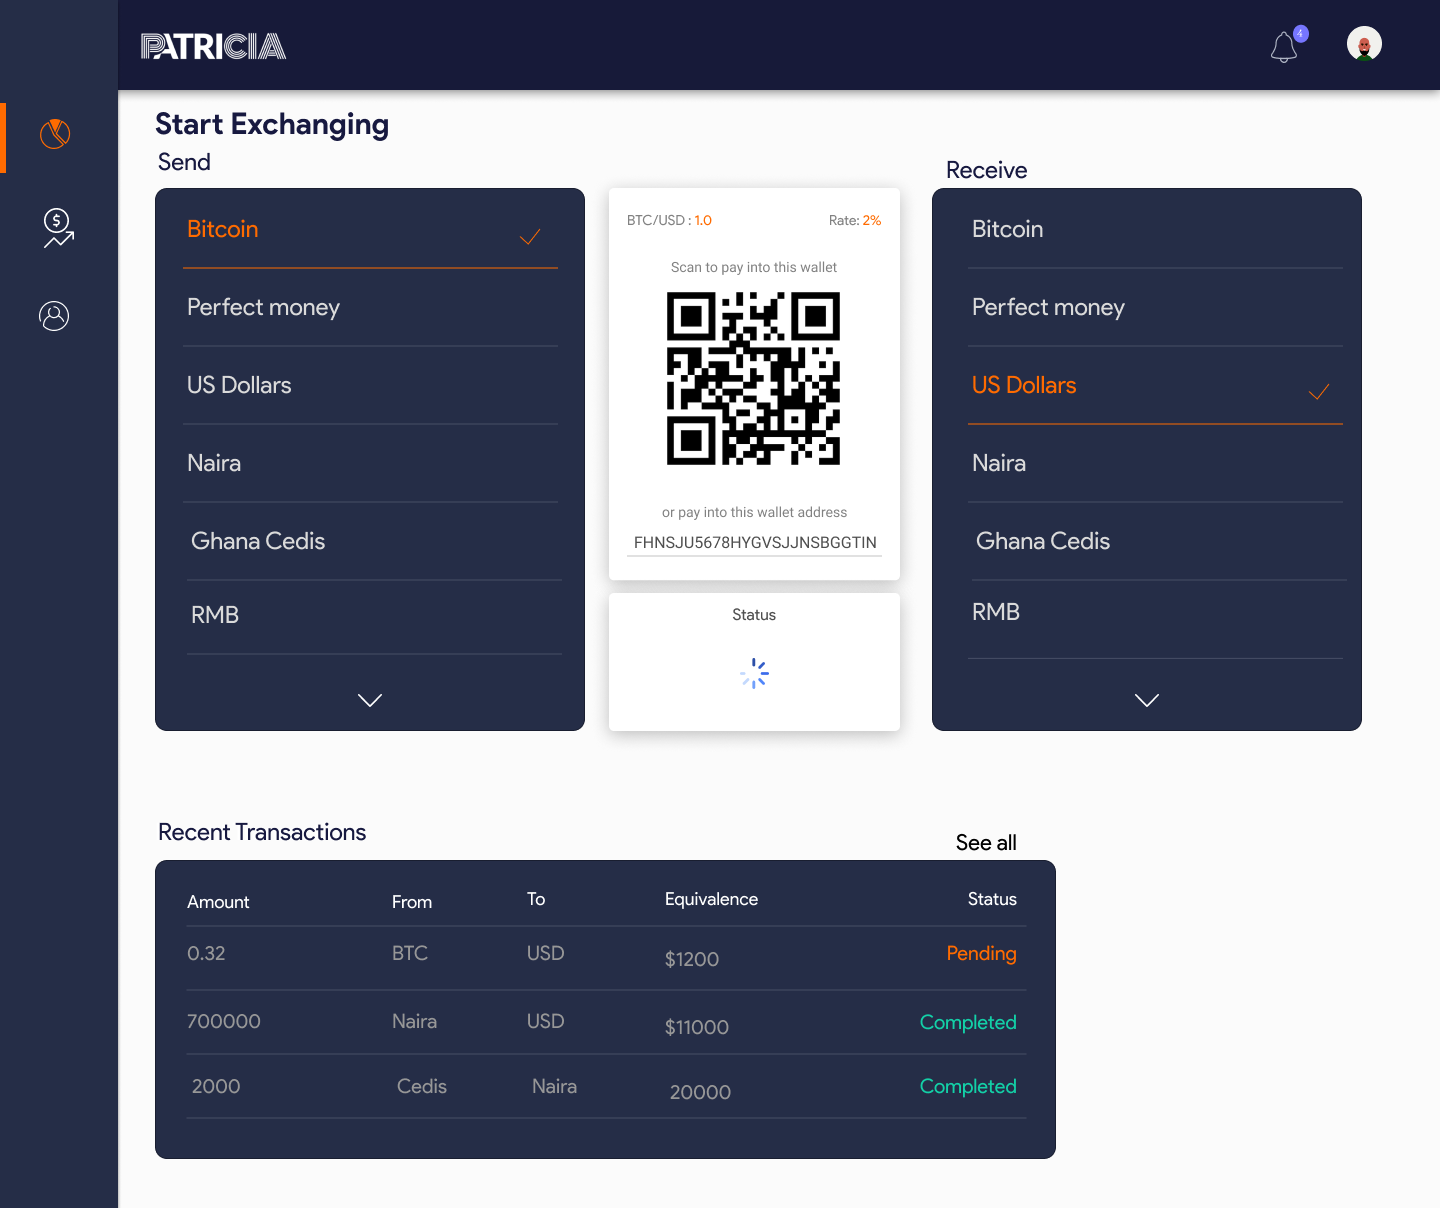 PATRICIA
4
Start Exchanging
Send
Receive
Bitcoin
Perfect money
US Dollars
Naira
Ghana Cedis
RMB
BTC/USD : 1.0
Rate: 2%
Scan to pay into this wallet
or pay into this wallet address
FHNSJU5678HYGVSJJNSBGGTIN
Status
Bitcoin
Perfect money
US Dollars
Naira
Ghana Cedis
RMB
Recent Transactions
See all
Amount From To Equivalence Status
0.32 BTC USD $1200 Pending
700000 Naira USD $11000 Completed
2000 Cedis Naira 20000 Completed